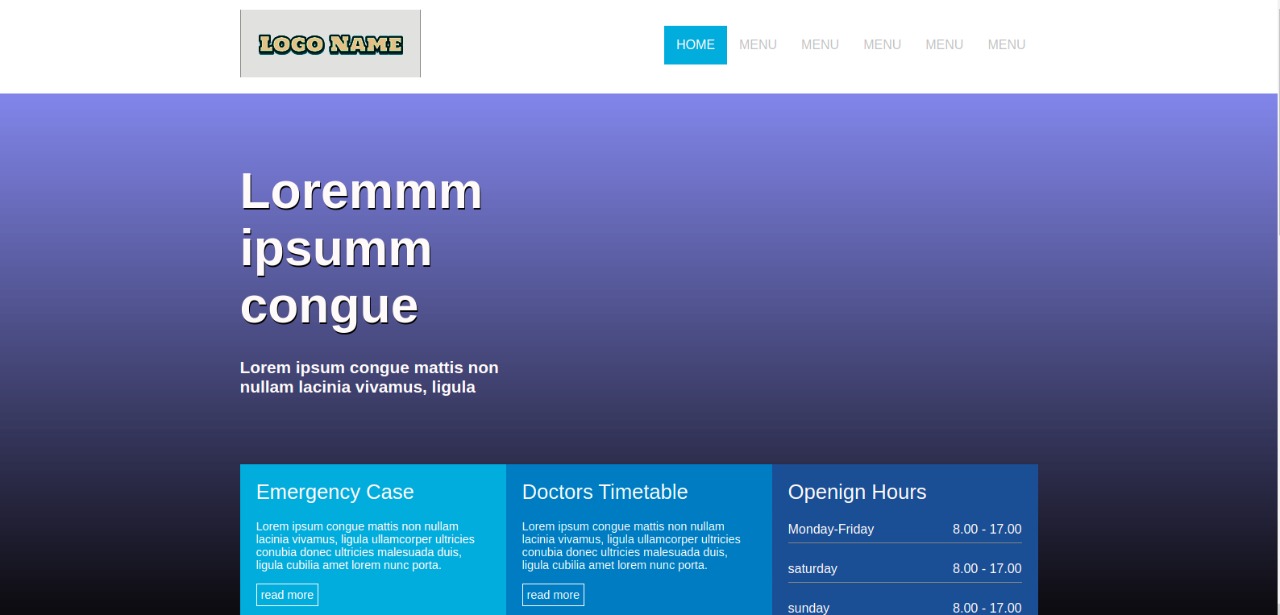 LOGO NAME
HOME MENU MENU MENU MENU MENU
Loremmm
ipsumm
congue
Lorem ipsum congue mattis non
nullam lacinia vivamus, ligula
Emergency Case
Lorem ipsum congue mattis non nullam
lacinia vivamus, ligula ullamcorper ultricies
conubia donec ultricies malesuada duis,
ligula cubilia amet lorem nunc porta.
read more
Doctors Timetable
Lorem ipsum congue mattis non nullam
lacinia vivamus, ligula ullamcorper ultricies
conubia donec ultricies malesuada duis,
ligula cubilia amet lorem nunc porta.
read more
Openign Hours
Monday-Friday 8.00 - 17.00
saturday 8.00 - 17.00
sunday 8.00 - 17.00